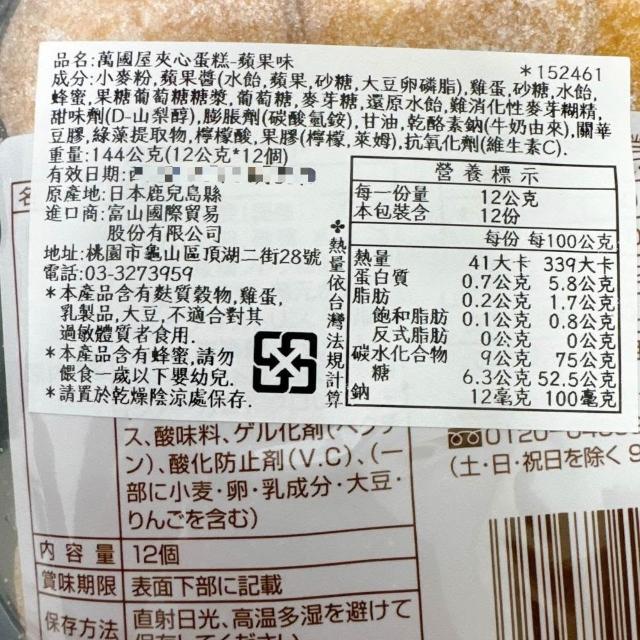 品名:萬國屋夾心蛋糕-蘋果味
*152461
成分:小麥粉,蘋果醬(水飴,蘋果,砂糖,大豆卵磷脂),雞蛋,砂糖,水飴,
蜂蜜,果糖葡萄糖糖漿,葡萄糖,麥芽糖,還原水飴,難消化性麥芽糊精,
甜味劑(D-山梨醇),膨脹劑(碳酸氫銨),甘油,乾酪素鈉(牛奶由來),關華
豆膠,綠藻提取物,檸檬酸,果膠(檸檬,萊姆),抗氧化劑(維生素C).
重量:144公克(12公克*12個)
有效日期:
原產地:日本鹿兒島縣
進口商:富山國際貿易
股份有限公司
地址:桃園市龜山區頂湖二街28號
電話:03-3273959
*本產品含有麩質穀物,雞蛋,
乳製品,大豆,不適合對其
過敏體質者食用.
*本產品含有蜂蜜,請勿
餵食一歲以下嬰幼兒.
*請置於乾燥陰涼處保存.
✤熱量依台灣法規計算
營養標示
每一份量 12公克
本包裝含 12份
每份 每100公克
熱量 41大卡 339大卡
蛋白質 0.7公克 5.8公克
脂肪 0.2公克 1.7公克
飽和脂肪 0.1公克 0.8公克
反式脂肪 0公克 0公克
碳水化合物 9公克 75公克
糖 6.3公克 52.5公克
鈉 12毫克 100毫克
名
ス、酸味料、ゲル化剤(ペクチ
ン)、酸化防止剤(V.C)、(一
部に小麦・卵・乳成分・大豆・
りんごを含む)
内容量 12個
賞味期限 表面下部に記載
保存方法 直射日光、高温多湿を避けて
保存してください
0120-
(土・日・祝日を除く 9